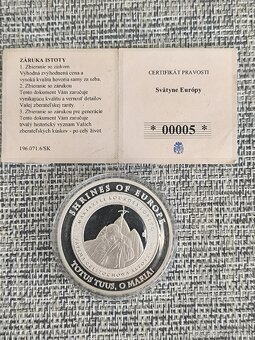 ZÁRUKA ISTOTY
1. Zbieranie so ziskom
Výhodná zvýhodnená cena a
vysoká kvalita hovoria samy za seba.
2. Zbieranie so zárukou
Tento dokument Vám zaručuje
vynikajúcu kvalitu a vernosť detailov
Vašej zberateľskej
3. Zbieranie so záruky pre generácie
Tento dokument Vám zaručuje
trvalý historický význam Vašich
zberateľských kúskov - po celý život
196 071 6/SK
CERTIFIKÁT PRAVOSTI
Svätyne Európy
* 00005 *
SHRINES OF EUROPE
LOURDES
TOTUS TUUS, O MARIA!